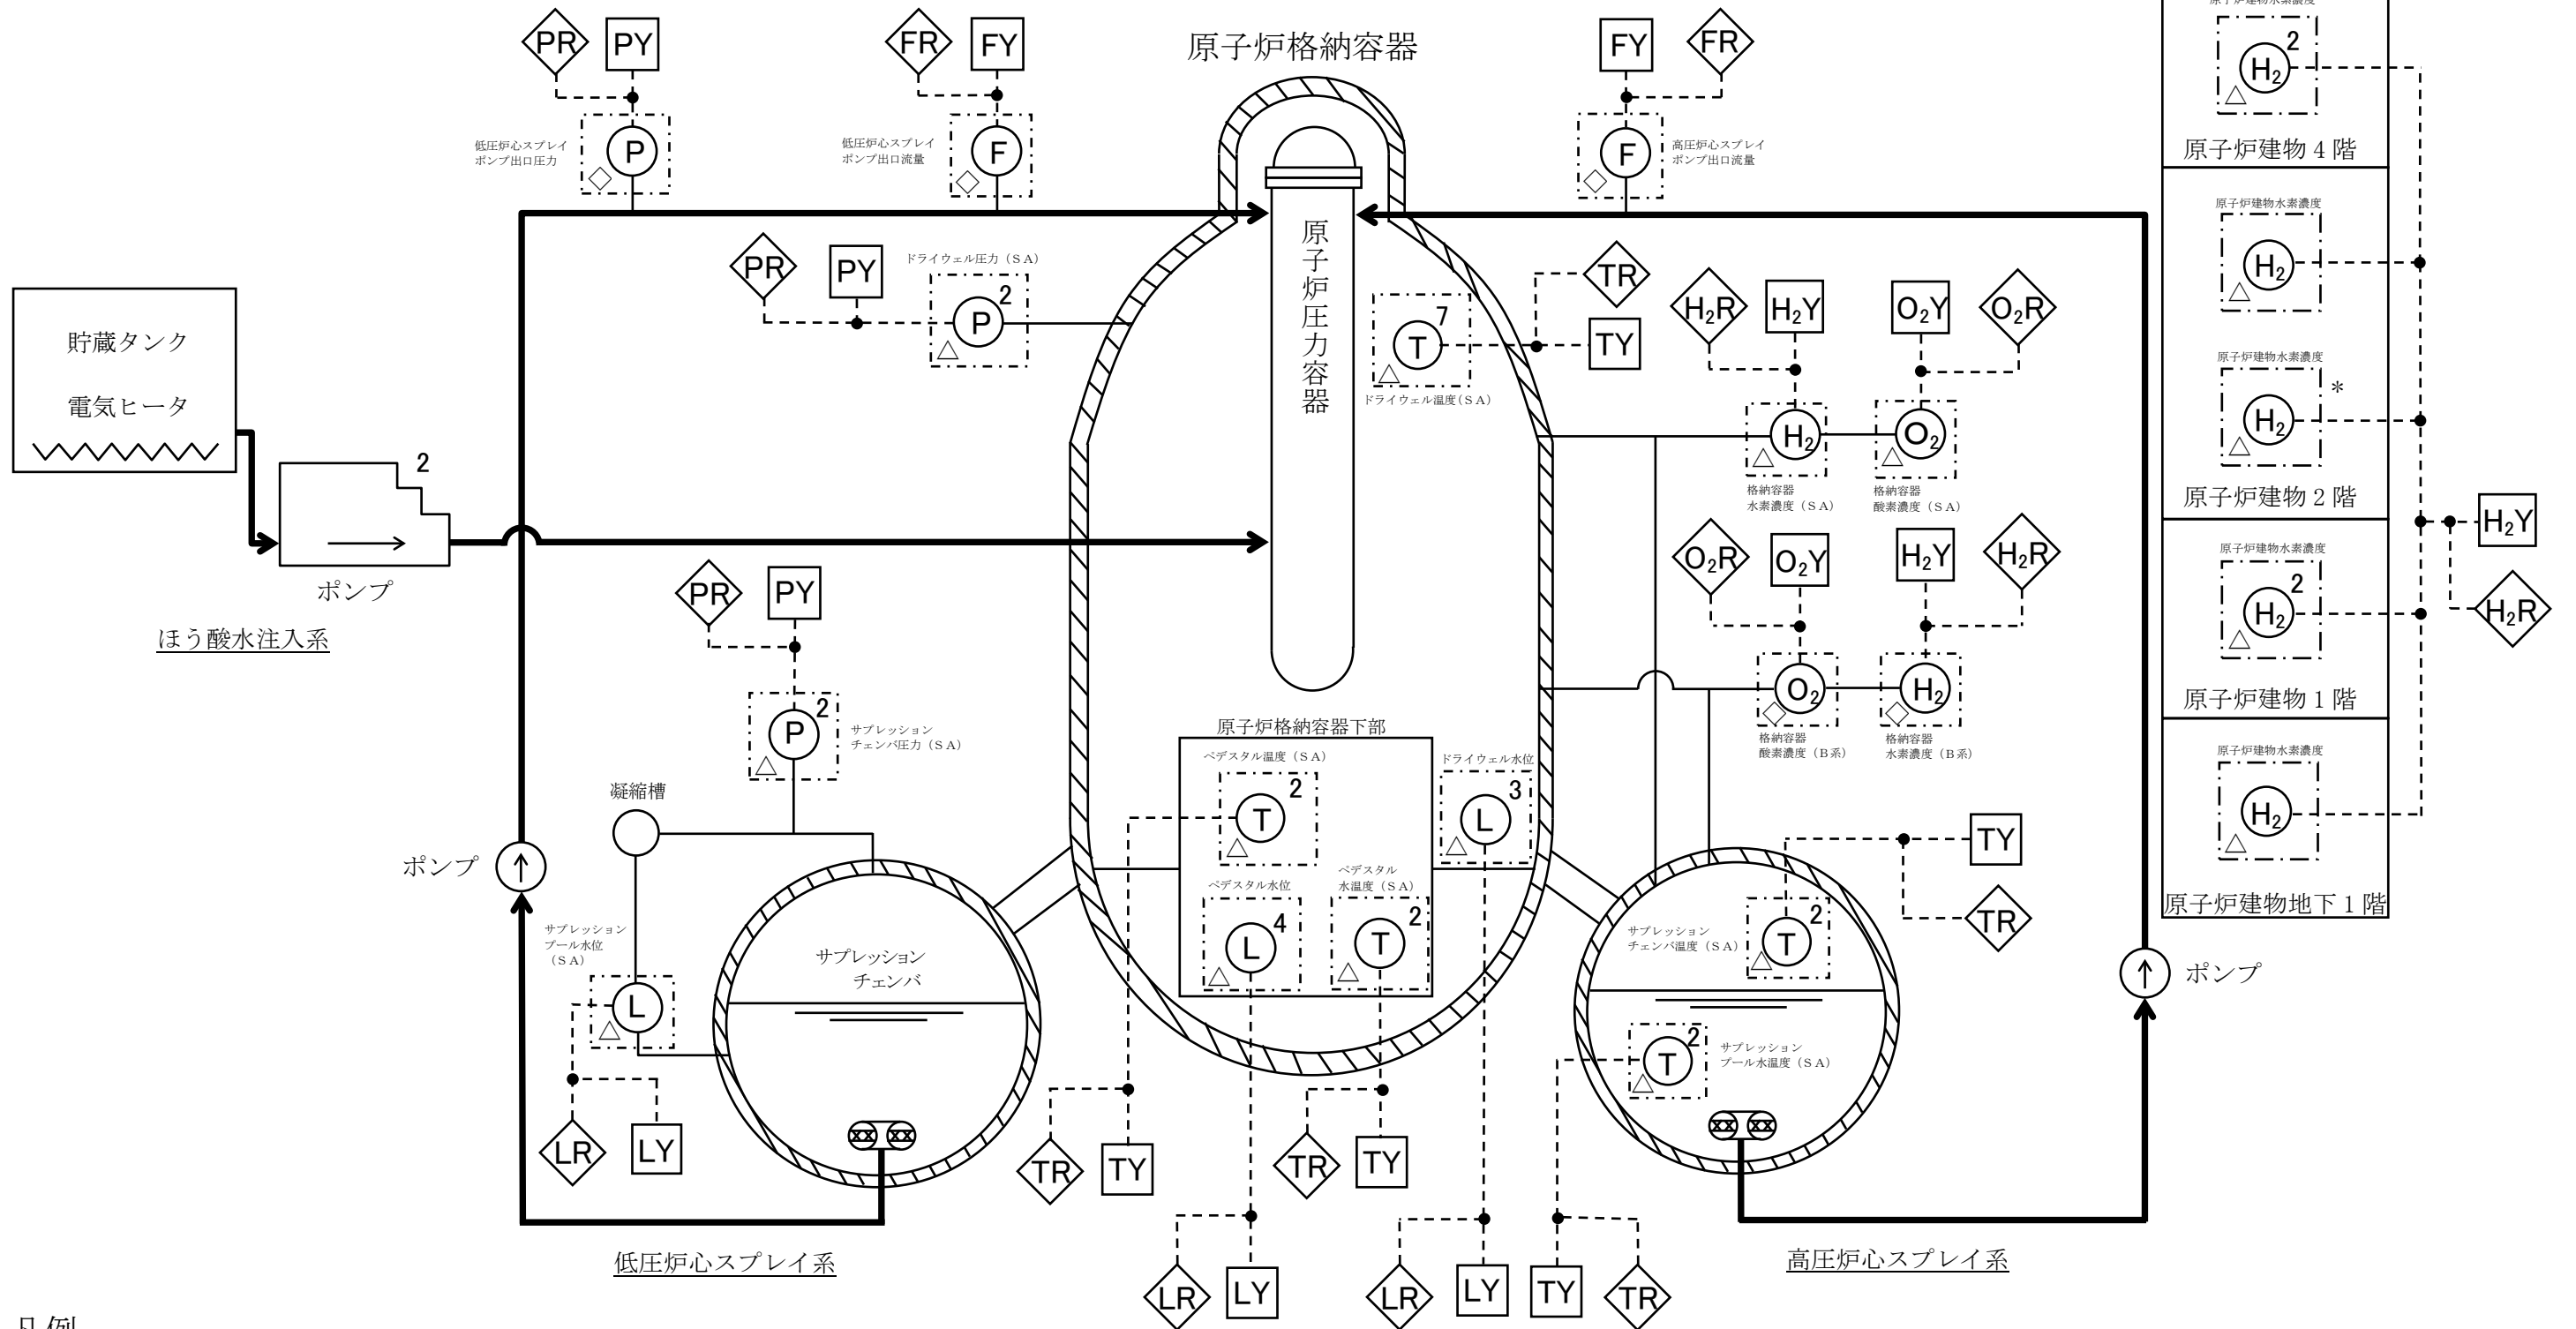 原子炉格納容器
PR
PY
P
低圧炉心スプレイ
ポンプ出口圧力
FR
FY
F
低圧炉心スプレイ
ポンプ出口流量
FY
FR
F
高圧炉心スプレイ
ポンプ出口流量
原子炉建物水素濃度
H₂
2
原子炉建物4階
原子炉建物水素濃度
H₂
原子炉建物水素濃度
H₂
*
原子炉建物2階
原子炉建物水素濃度
H₂
2
原子炉建物1階
原子炉建物水素濃度
H₂
原子炉建物地下1階
H₂Y
H₂R
原子炉圧力容器
PR
PY
ドライウェル圧力(SA)
P
2
T
7
ドライウェル温度(SA)
TR
TY
貯蔵タンク
電気ヒータ
2
ポンプ
ほう酸水注入系
H₂R
H₂Y
O₂Y
O₂R
H₂
O₂
格納容器
水素濃度(SA)
格納容器
酸素濃度(SA)
O₂R
O₂Y
H₂Y
H₂R
O₂
H₂
格納容器
酸素濃度(B系)
格納容器
水素濃度(B系)
PR
PY
P
2
サプレッション
チェンバ圧力(SA)
凝縮槽
ポンプ
サプレッション
プール水位
(SA)
L
LR
LY
サプレッション
チェンバ
低圧炉心スプレイ系
原子炉格納容器下部
ペデスタル温度(SA)
T
2
ペデスタル水位
L
4
ペデスタル
水温度(SA)
T
2
ドライウェル水位
L
3
TR
TY
TR
TY
LR
LY
LR
LY
TY
TR
サプレッション
チェンバ温度(SA)
T
2
TY
TR
T
2
サプレッション
プール水温度(SA)
ポンプ
高圧炉心スプレイ系
凡例